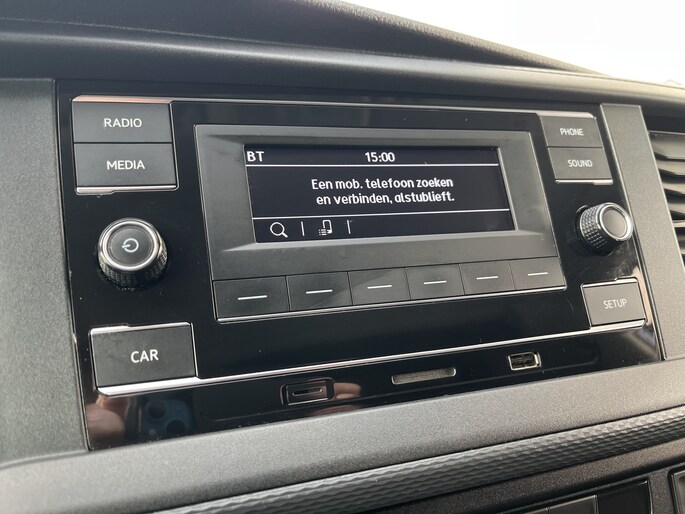 RADIO
MEDIA
BT 15:00
Een mob. telefoon zoeken
en verbinden, alstublieft.
PHONE
SOUND
SETUP
CAR